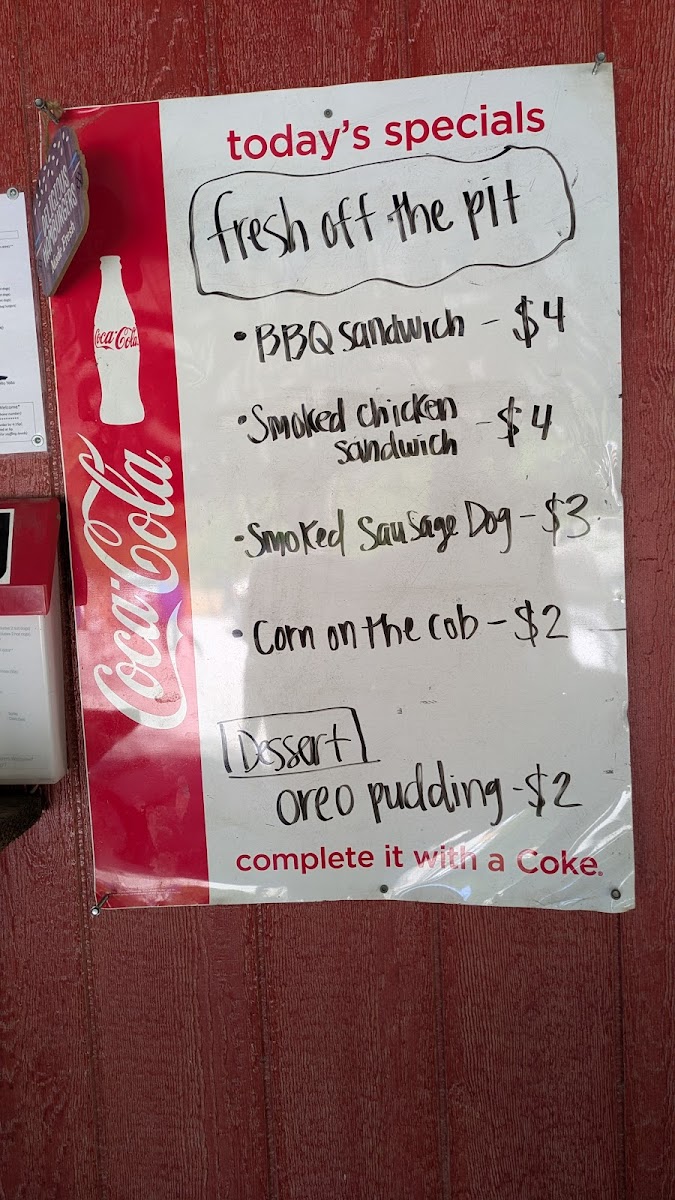 today's specials
fresh off the pit
• BBQ sandwich - $4
• Smoked chicken - $4
sandwich
• Smoked Sausage Dog - $3
• Corn on the cob - $2
Dessert
oreo pudding - $2
complete it with a Coke.
Coca-Cola
Coca-Cola